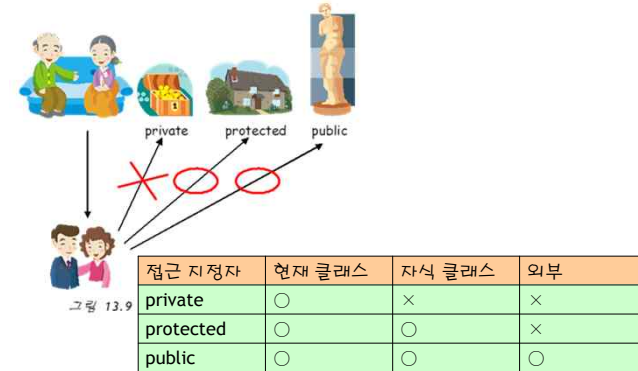 private protected public
그림 13.9
접근 지정자 현재 클래스 자식 클래스 외부
private ○ × ×
protected ○ ○ ×
public ○ ○ ○